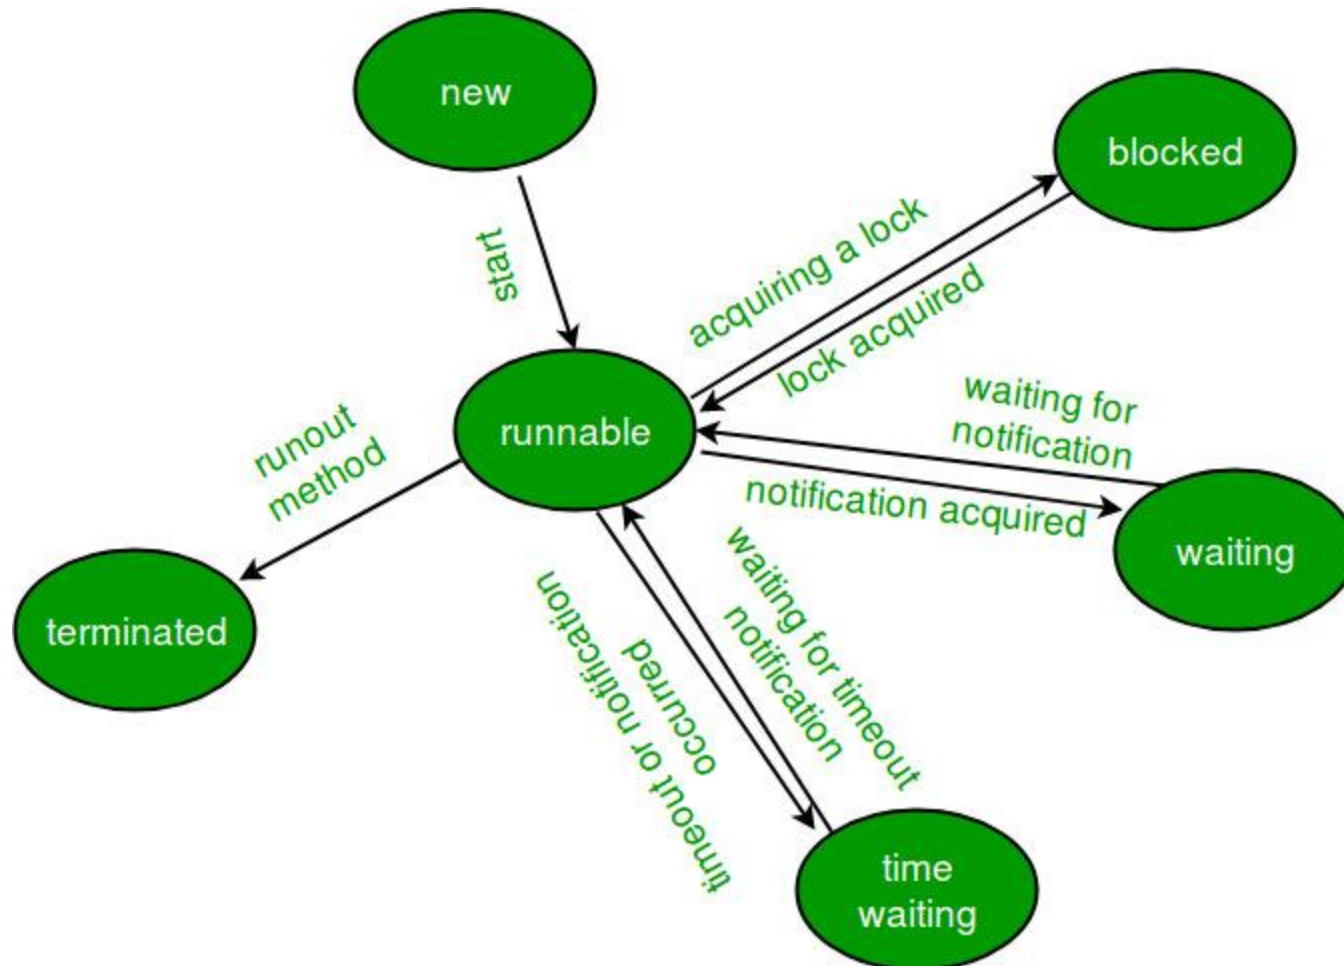 new
blocked
start
acquiring a lock
lock acquired
runnable
runout
method
waiting for
notification
notification acquired
waiting
terminated
waiting for timeout
notification
timeout or notification
occurred
time
waiting